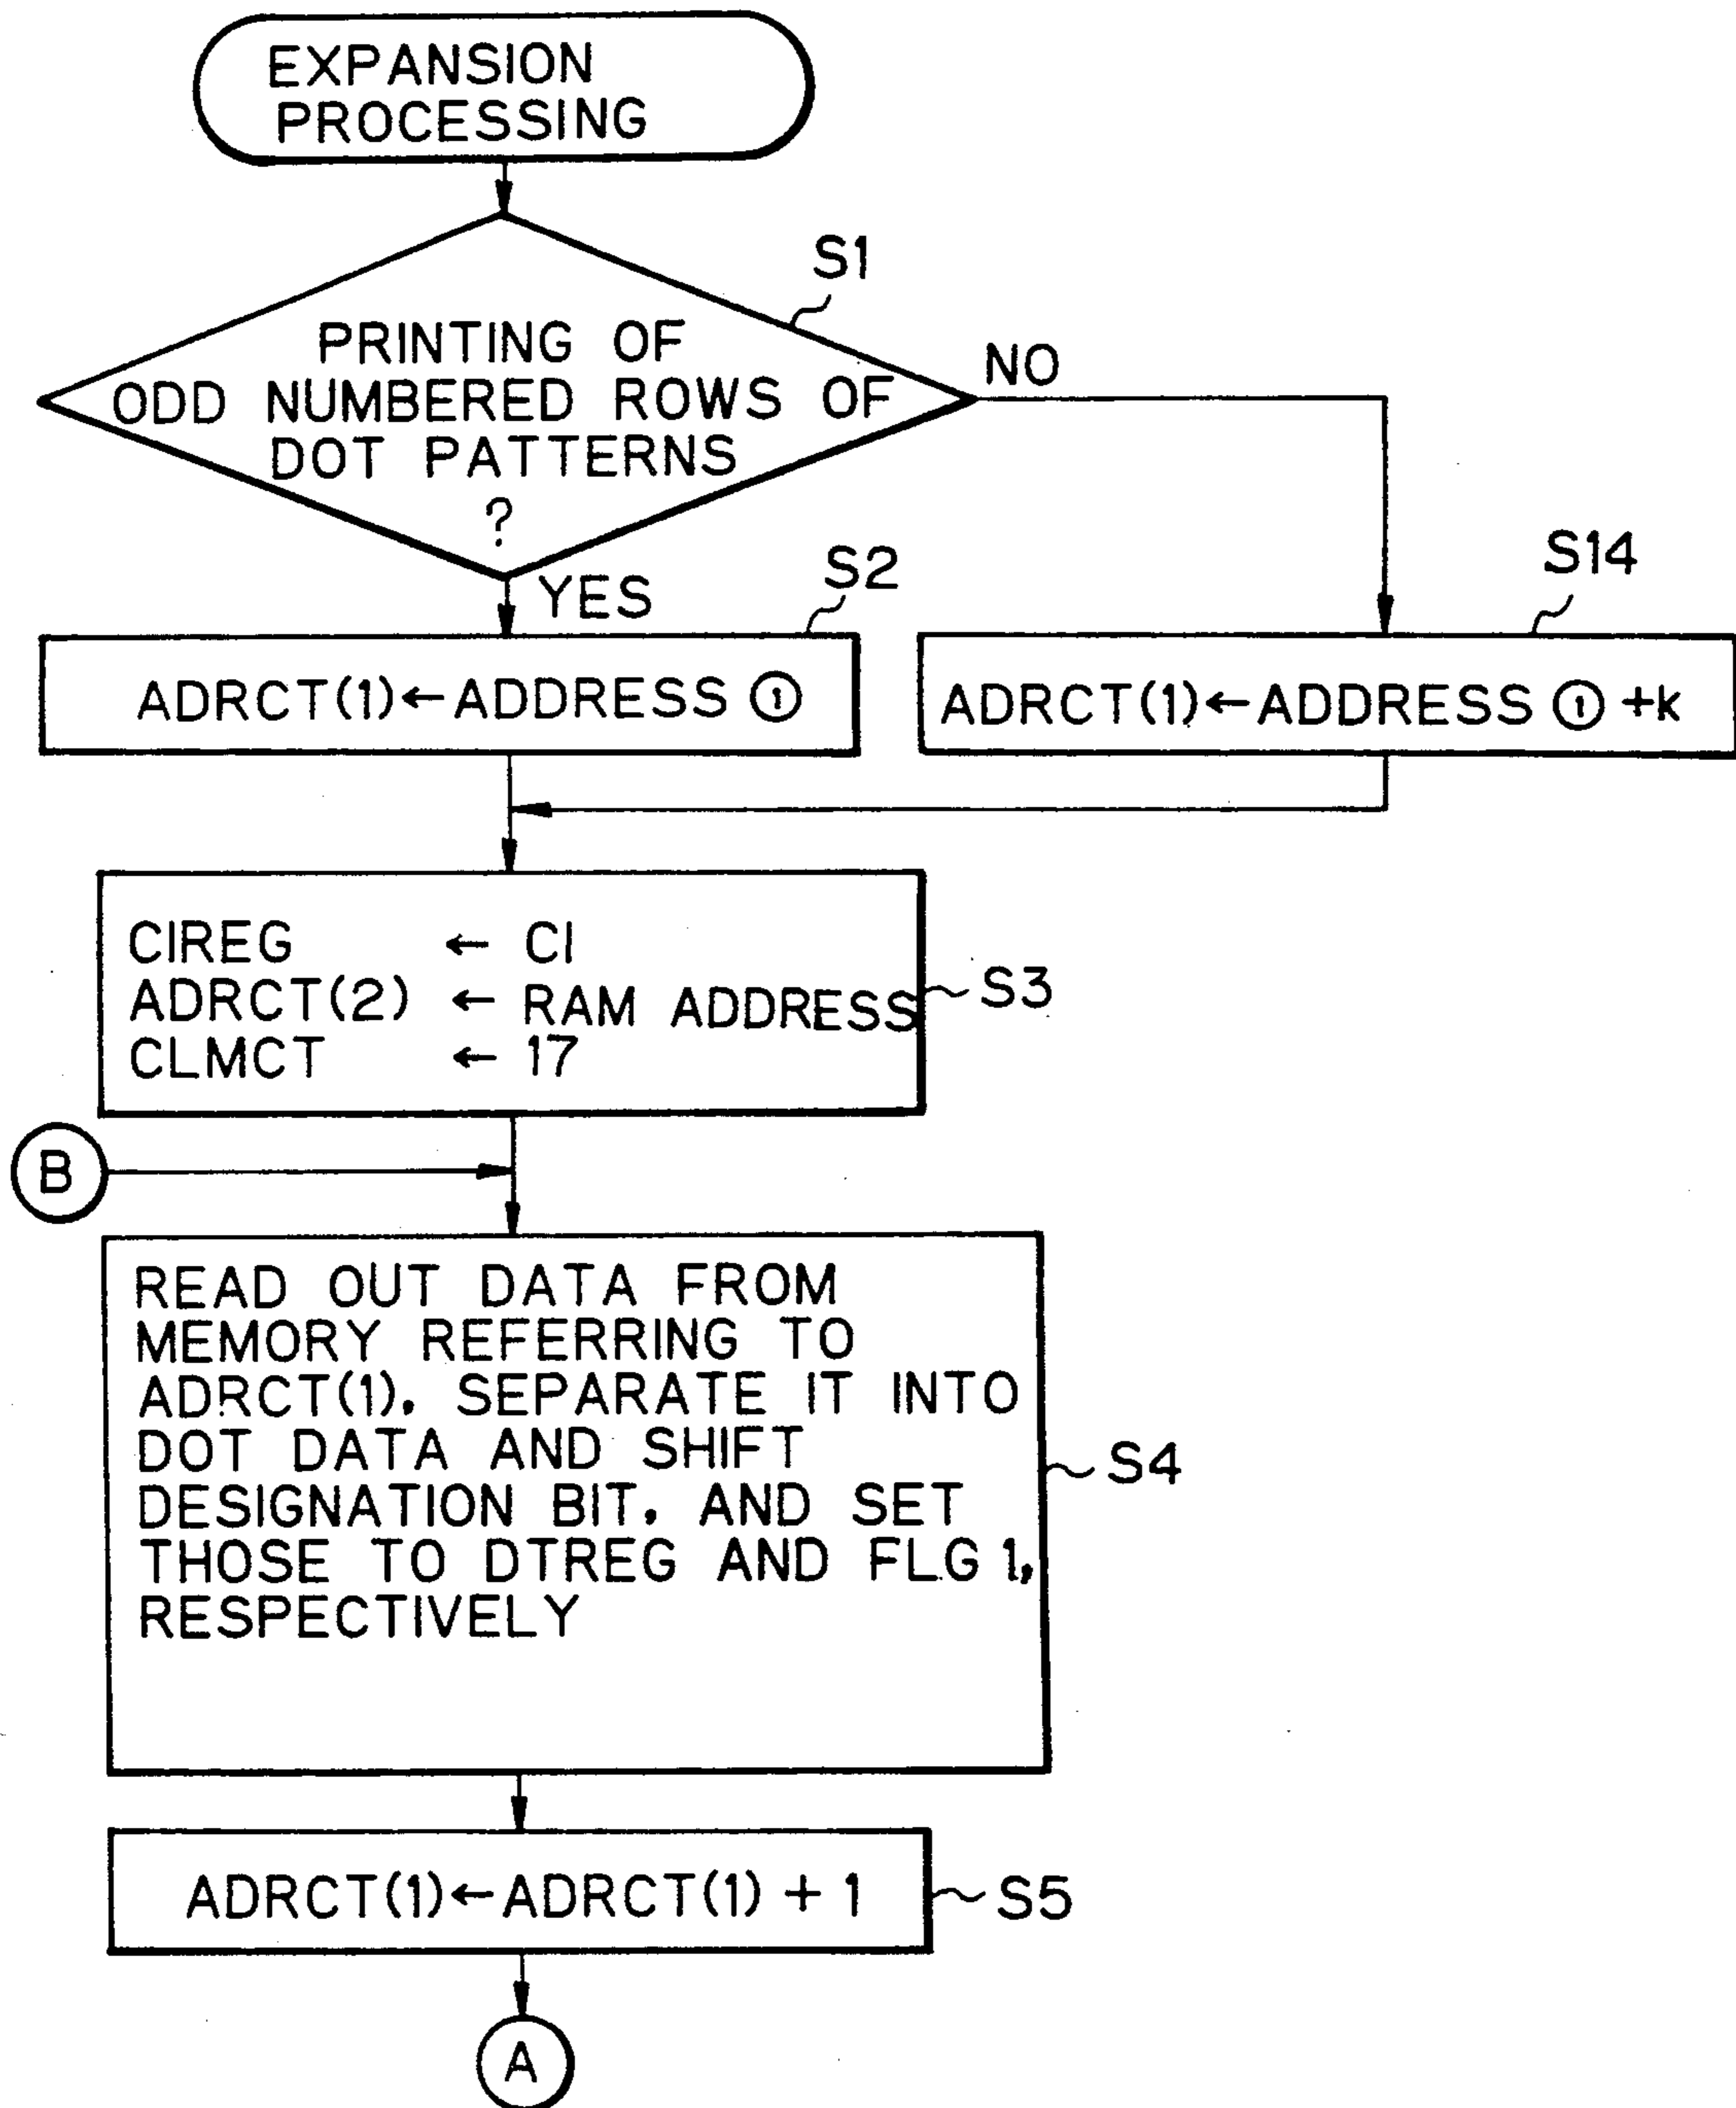 EXPANSION
PROCESSING
S1
PRINTING OF
ODD NUMBERED ROWS OF
DOT PATTERNS
?
NO
YES
S2
S14
ADRCT(1)←ADDRESS ①
ADRCT(1)←ADDRESS ① +k
CIREG ← CI
ADRCT(2) ← RAM ADDRESS
CLMCT ← 17
S3
B
READ OUT DATA FROM
MEMORY REFERRING TO
ADRCT(1). SEPARATE IT INTO
DOT DATA AND SHIFT
DESIGNATION BIT. AND SET
THOSE TO DTREG AND FLG 1,
RESPECTIVELY
S4
ADRCT(1)←ADRCT(1) + 1
S5
A